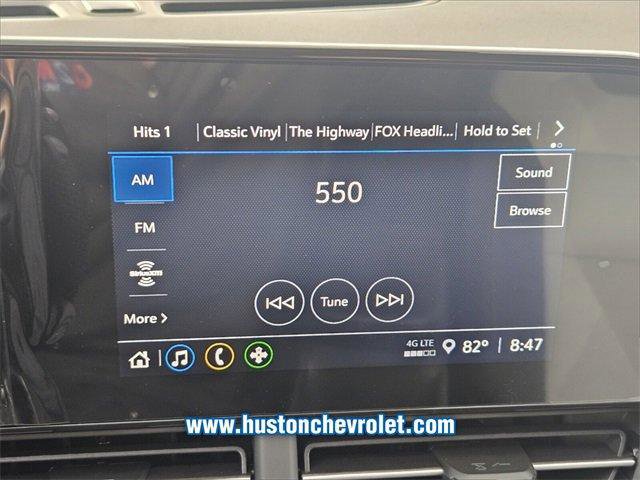 Hits 1 Classic Vinyl The Highway FOX Headli... Hold to Set
AM
550
Sound
FM
Browse
SiriusXM
Tune
More >
4G LTE 82° 8:47
www.hustonchevrolet.com